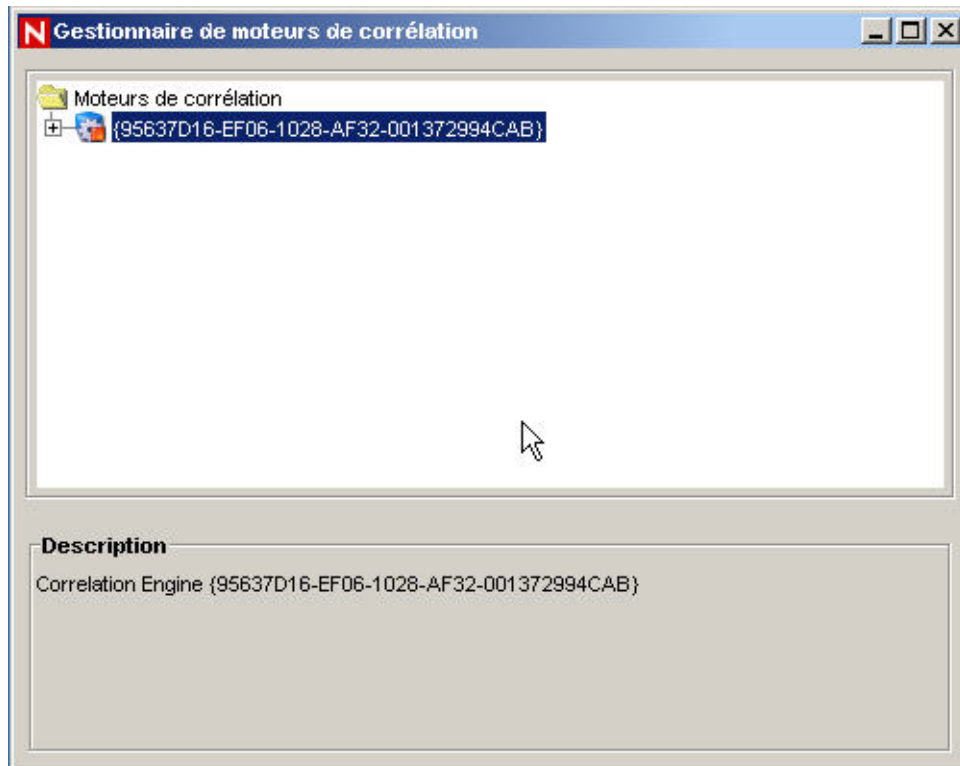 N Gestionnaire de moteurs de corrélation
Moteurs de corrélation
{95637D16-EF06-1028-AF32-001372994CAB}
Description
Correlation Engine {95637D16-EF06-1028-AF32-001372994CAB}